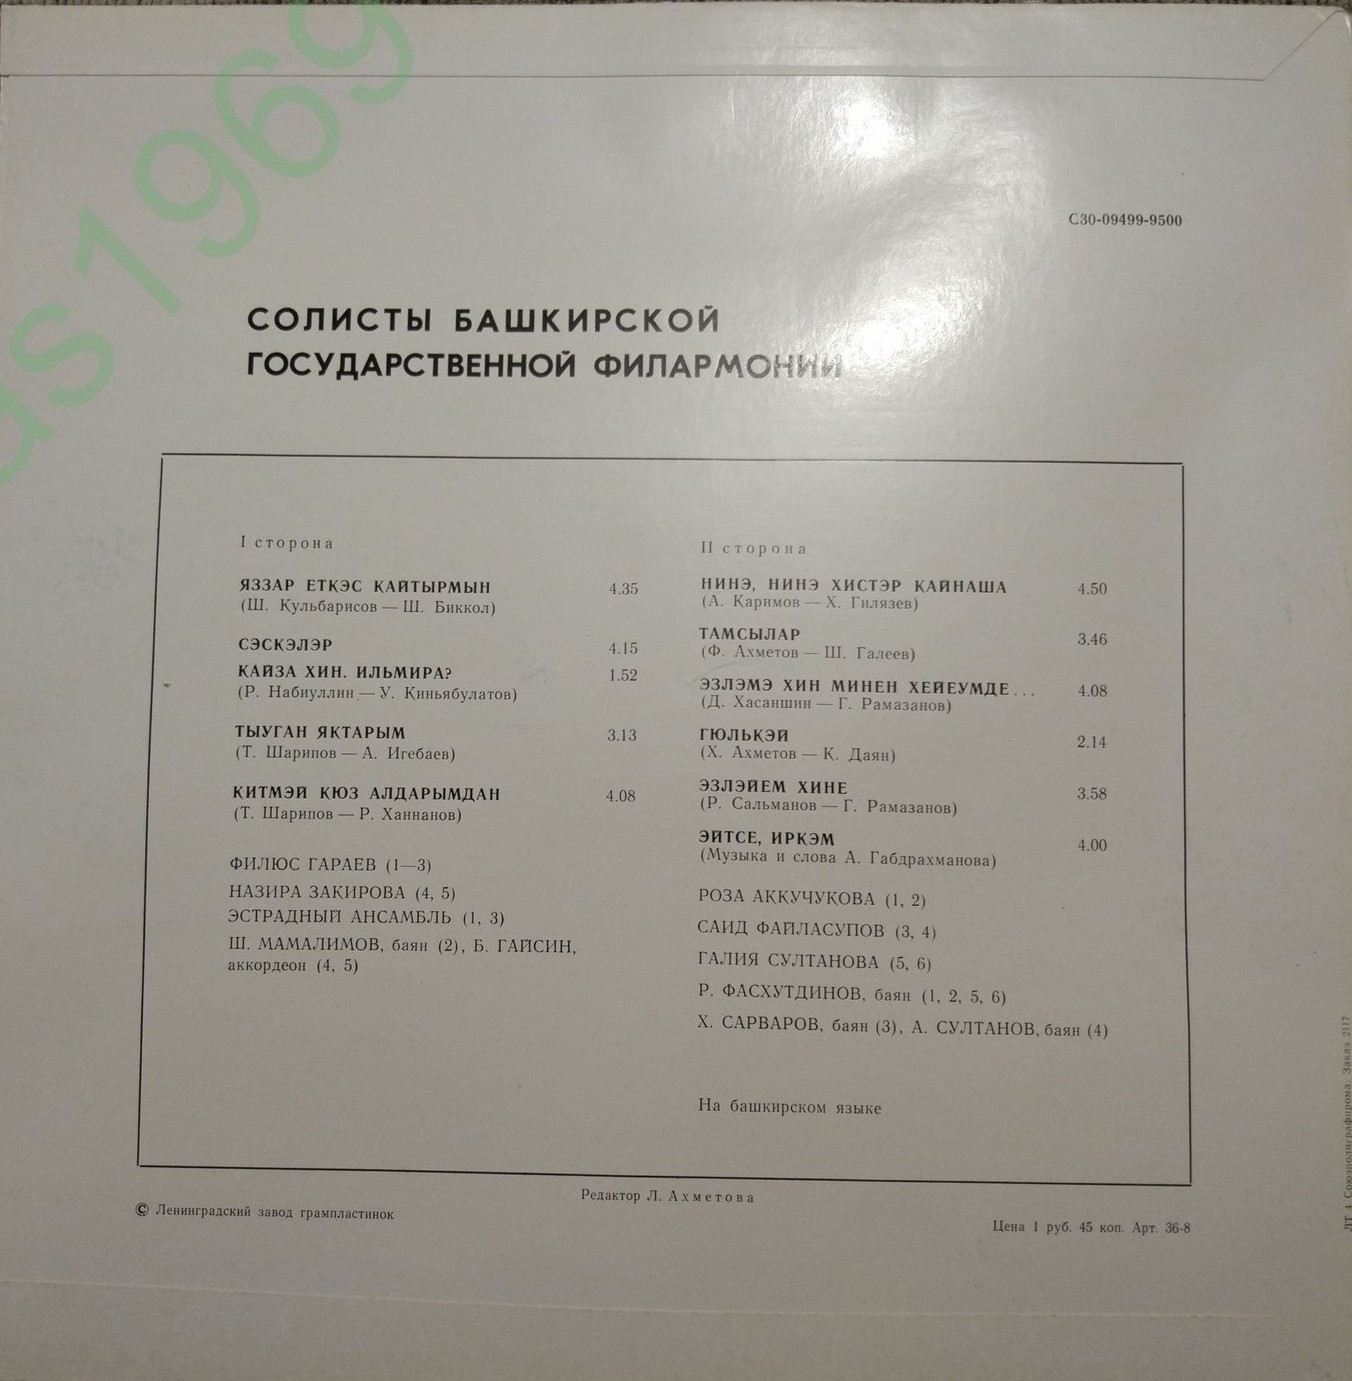 as1969
С30-09499-9500
СОЛИСТЫ БАШКИРСКОЙ
ГОСУДАРСТВЕННОЙ ФИЛАРМОНИИ
I сторона
ЯЗЗАР ЕТКЭС КАЙТЫРМЫН 4.35
(Ш. Кульбарисов — Ш. Биккол)
СЭСКЭЛЭР 4.15
КАЙЗА ХИН. ИЛЬМИРА? 1.52
(Р. Набиуллин — У. Киньябулатов)
ТЫУГАН ЯКТАРЫМ 3.13
(Т. Шарипов — А. Игебаев)
КИТМЭЙ КЮЗ АЛДАРЫМДАН 4.08
(Т. Шарипов — Р. Ханнанов)
ФИЛЮС ГАРАЕВ (1—3)
НАЗИРА ЗАКИРОВА (4, 5)
ЭСТРАДНЫЙ АНСАМБЛЬ (1, 3)
Ш. МАМАЛИМОВ, баян (2), Б. ГАЙСИН,
аккордеон (4, 5)
II сторона
НИНЭ, НИНЭ ХИСТЭР КАЙНАША 4.50
(А. Каримов — Х. Гилязев)
ТАМСЫЛАР 3.46
(Ф. Ахметов — Ш. Галеев)
ЭЗЛЭМЭ ХИН МИНЕН ХЕЙЕУМДЕ... 4.08
(Д. Хасаншин — Г. Рамазанов)
ГЮЛЬКЭЙ 2.14
(Х. Ахметов — К. Даян)
ЭЗЛЭЙЕМ ХИНЕ 3.58
(Р. Сальманов — Г. Рамазанов)
ЭЙТСЕ, ИРКЭМ 4.00
(Музыка и слова А. Габдрахманова)
РОЗА АККУЧУКОВА (1, 2)
САИД ФАЙЛАСУПОВ (3, 4)
ГАЛИЯ СУЛТАНОВА (5, 6)
Р. ФАСХУТДИНОВ, баян (1, 2, 5, 6)
Х. САРВАРОВ, баян (3), А. СУЛТАНОВ, баян (4)
На башкирском языке
Редактор Л. Ахметова
© Ленинградский завод грампластинок
Цена 1 руб. 45 коп. Арт. 36-8
ЛТ 4 Союзполиграфпрома Заказ 2117